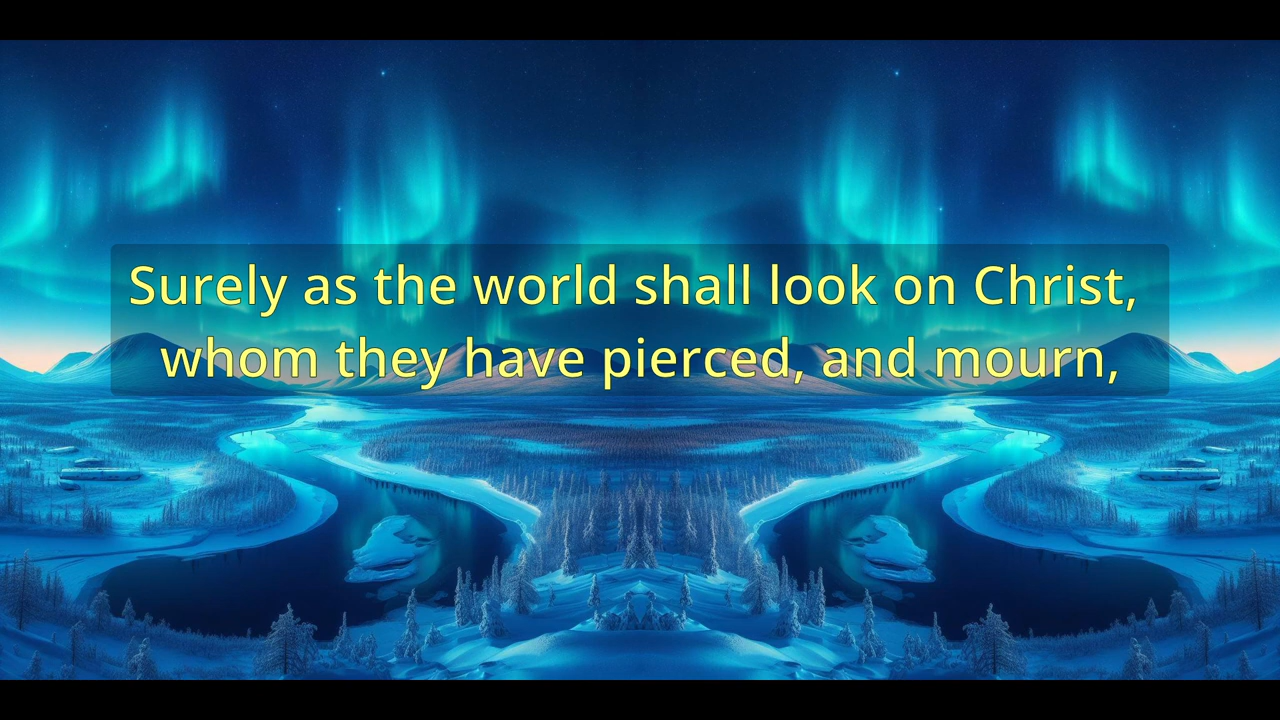 Surely as the world shall look on Christ,
whom they have pierced, and mourn,